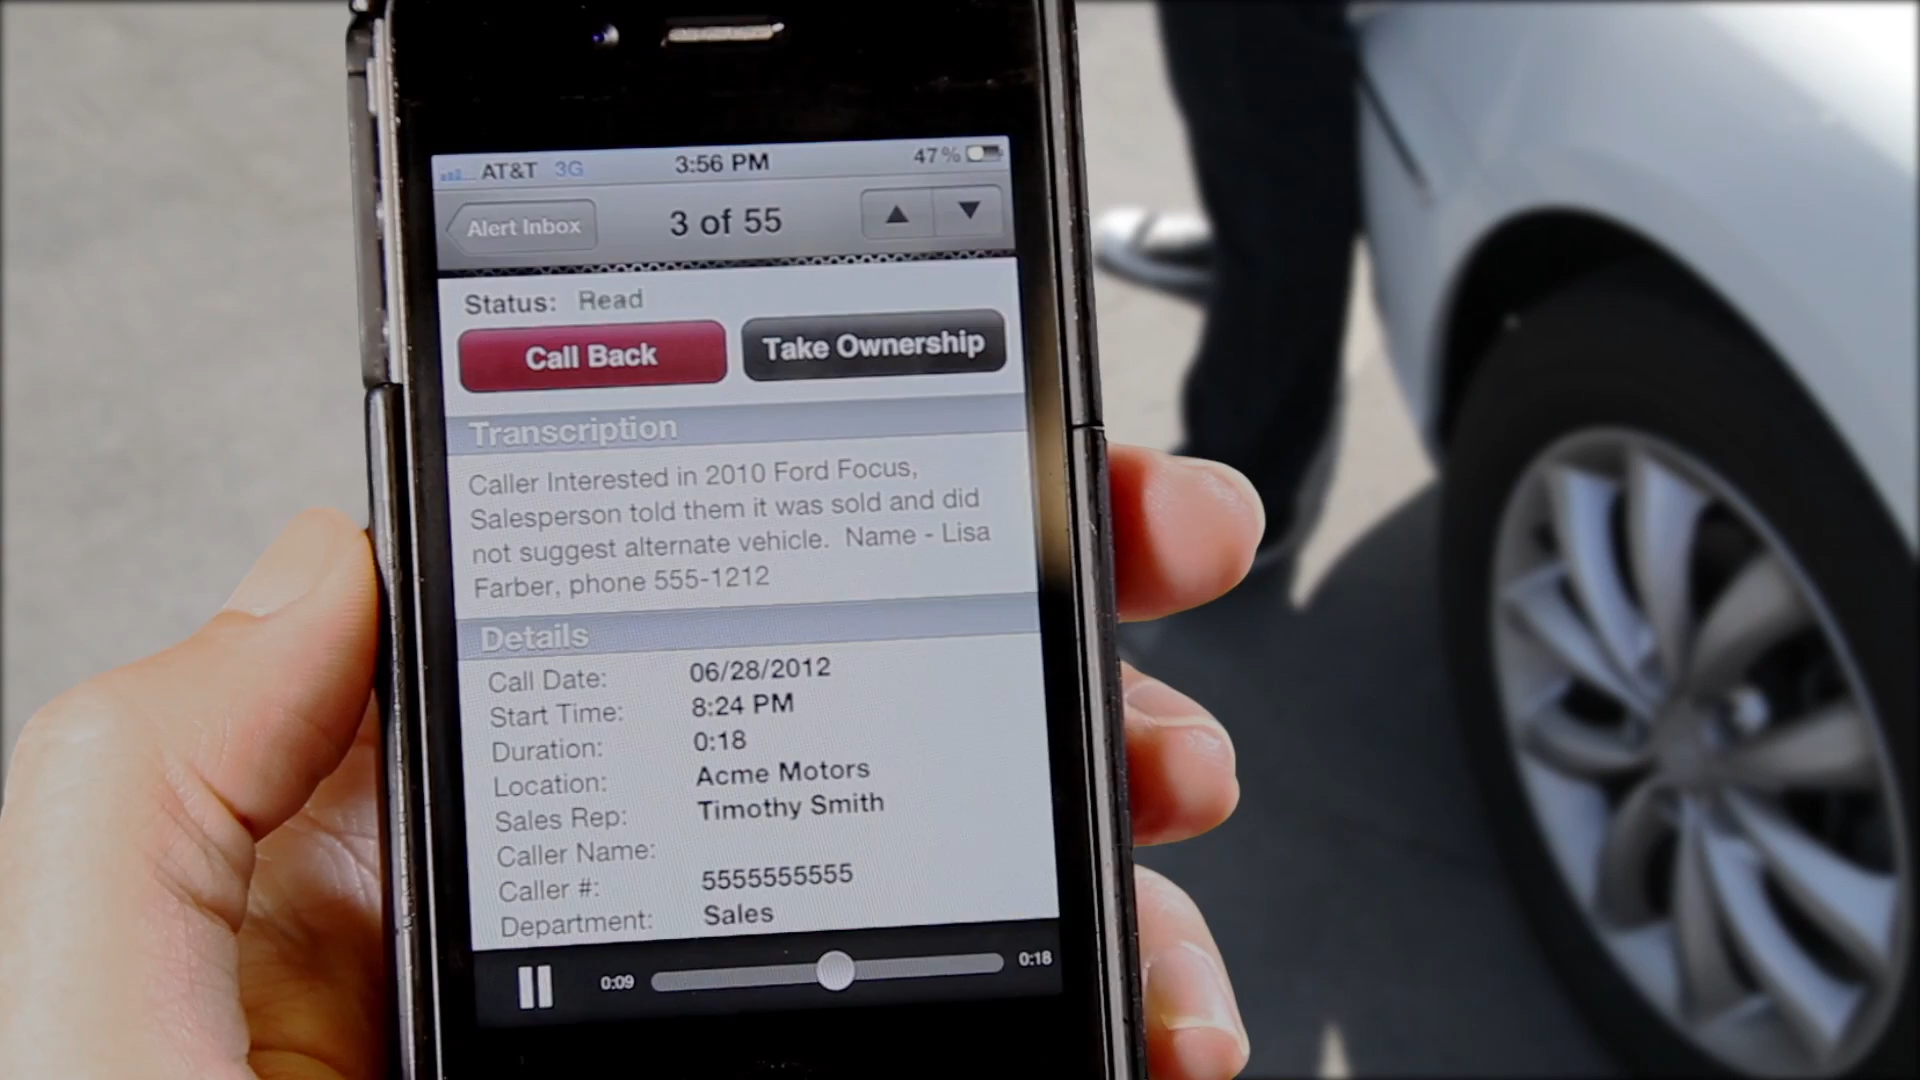 AT&T 3G 3:56 PM 47%
Alert Inbox 3 of 55
Status: Read
Call Back Take Ownership
Transcription
Caller Interested in 2010 Ford Focus,
Salesperson told them it was sold and did
not suggest alternate vehicle. Name - Lisa
Farber, phone 555-1212
Details
Call Date: 06/28/2012
Start Time: 8:24 PM
Duration: 0:18
Location: Acme Motors
Sales Rep: Timothy Smith
Caller Name:
Caller #: 5555555555
Department: Sales
0:09 0:18